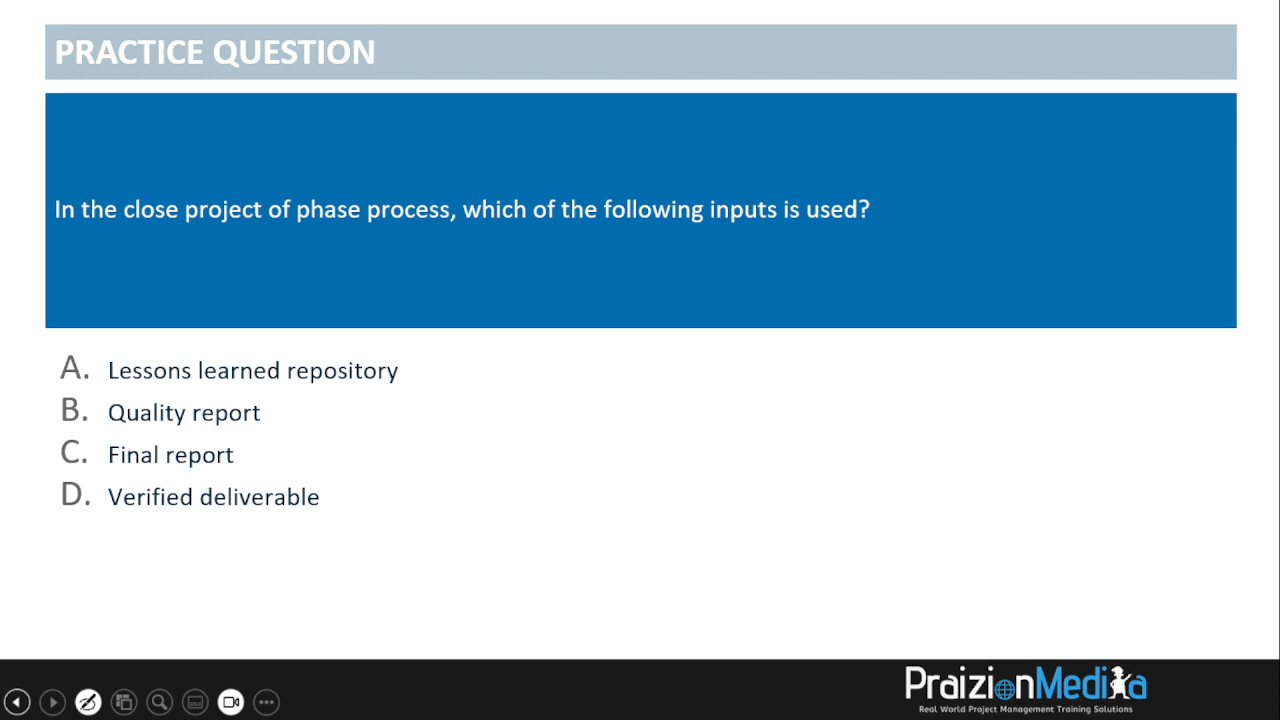 PRACTICE QUESTION
In the close project of phase process, which of the following inputs is used?
A. Lessons learned repository
B. Quality report
C. Final report
D. Verified deliverable
PraizionMedia
Real World Project Management Training Solutions